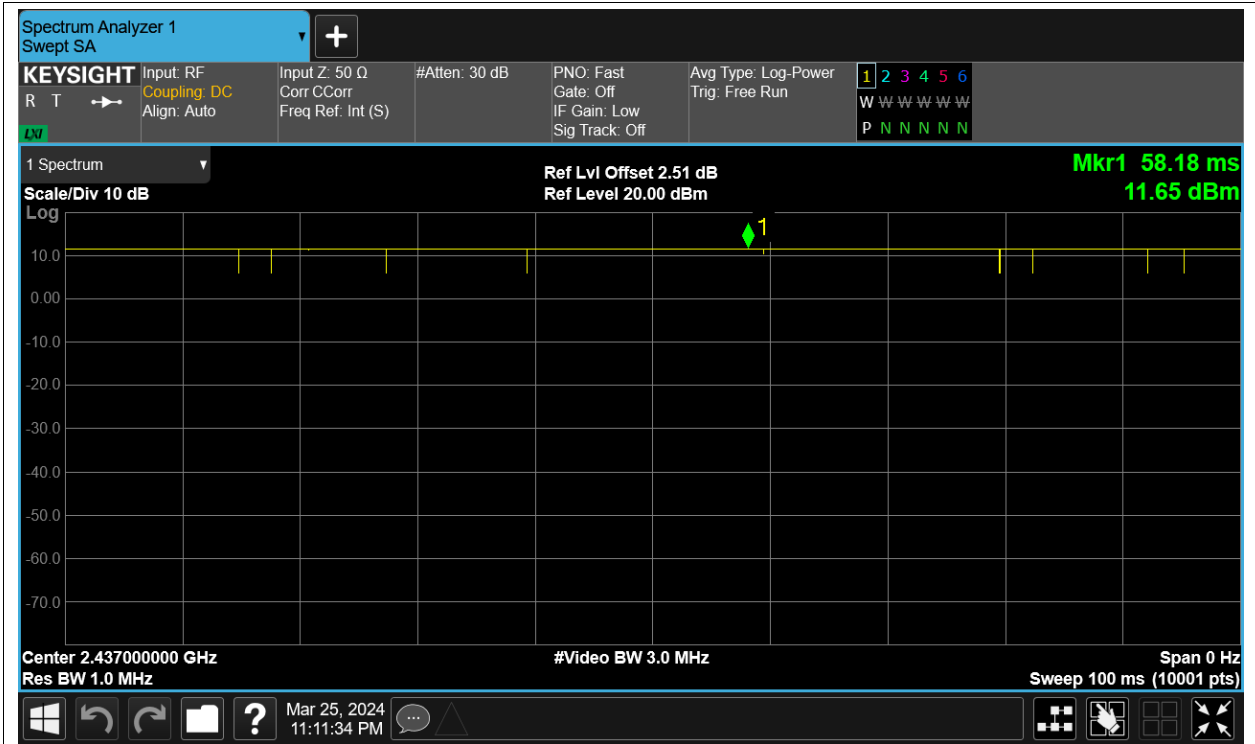 Spectrum Analyzer 1
Swept SA
KEYSIGHT
R T
LXI
Input: RF
Coupling: DC
Align: Auto
Input Z: 50 Ω
Corr CCorr
Freq Ref: Int (S)
#Atten: 30 dB
PNO: Fast
Gate: Off
IF Gain: Low
Sig Track: Off
Avg Type: Log-Power
Trig: Free Run
1 2 3 4 5 6
W W W W W W
P N N N N N
1 Spectrum
Scale/Div 10 dB
Log
Ref Lvl Offset 2.51 dB
Ref Level 20.00 dBm
Mkr1 58.18 ms
11.65 dBm
1
10.0
0.00
-10.0
-20.0
-30.0
-40.0
-50.0
-60.0
-70.0
Center 2.437000000 GHz
Res BW 1.0 MHz
#Video BW 3.0 MHz
Span 0 Hz
Sweep 100 ms (10001 pts)
?
Mar 25, 2024
11:11:34 PM